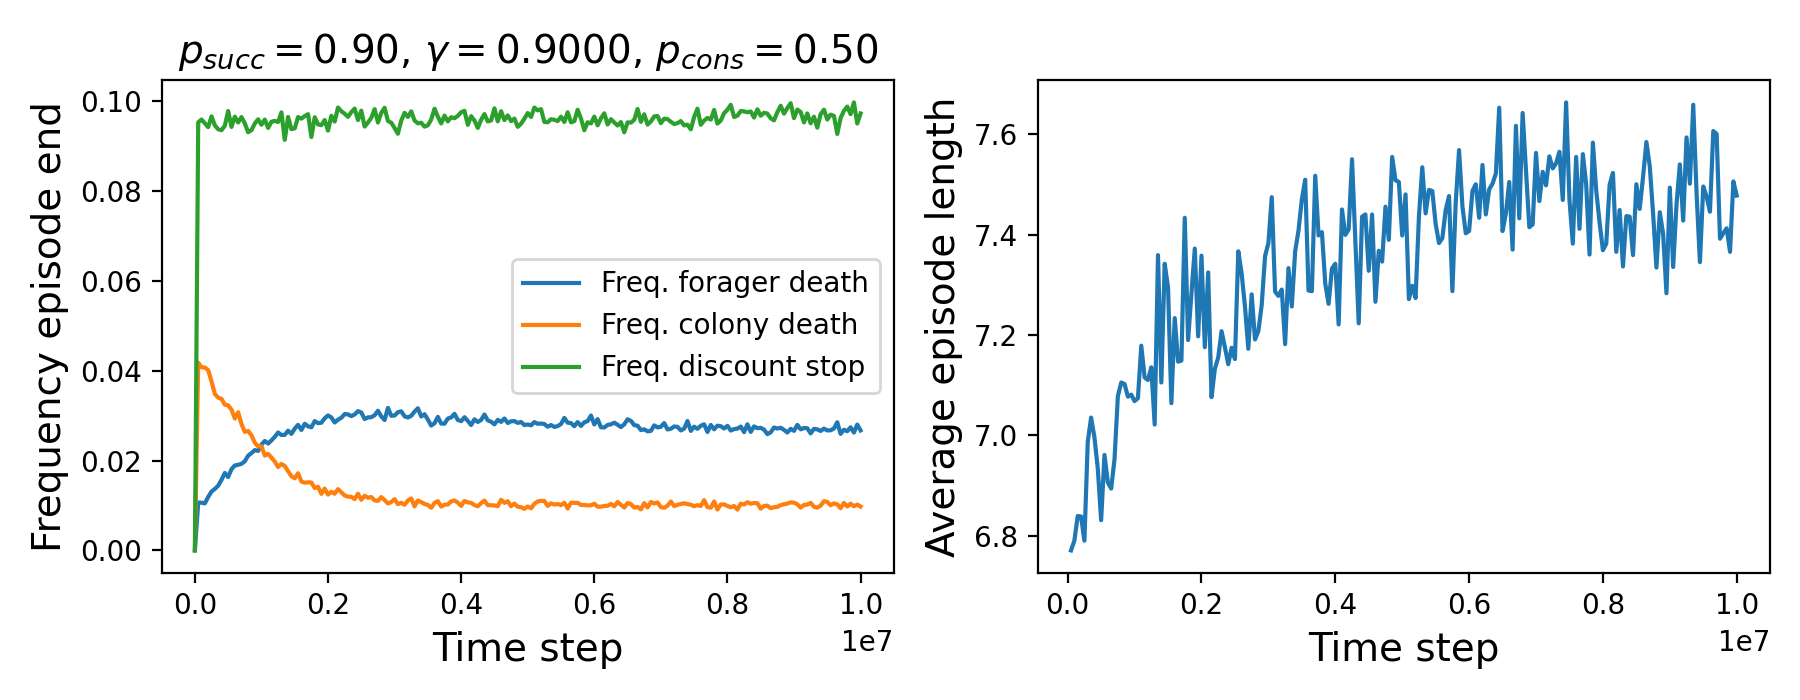 p_succ = 0.90, γ = 0.9000, p_cons = 0.50
Frequency episode end
0.10
0.08
0.06
0.04
0.02
0.00
Freq. forager death
Freq. colony death
Freq. discount stop
0.0 0.2 0.4 0.6 0.8 1.0
1e7
Time step
Average episode length
7.6
7.4
7.2
7.0
6.8
0.0 0.2 0.4 0.6 0.8 1.0
1e7
Time step